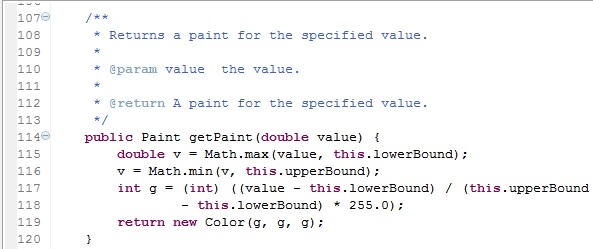 107 /**
108 * Returns a paint for the specified value.
109 *
110 * @param value  the value.
111 *
112 * @return A paint for the specified value.
113 */
114 public Paint getPaint(double value) {
115 double v = Math.max(value, this.lowerBound);
116 v = Math.min(v, this.upperBound);
117 int g = (int) ((value - this.lowerBound) / (this.upperBound
118 - this.lowerBound) * 255.0);
119 return new Color(g, g, g);
120 }